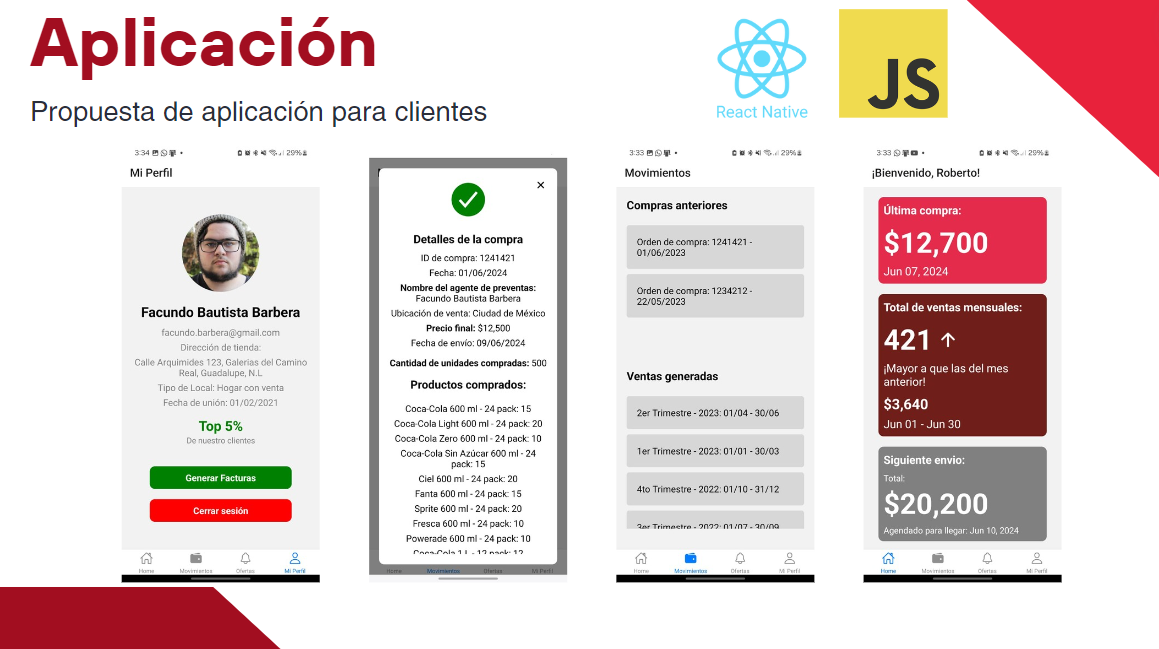 Aplicación
Propuesta de aplicación para clientes
React Native
JS
3:34
29%
Mi Perfil
Facundo Bautista Barbera
facundo.barbera@gmail.com
Dirección de tienda:
Calle Arquimides 123, Galerias del Camino
Real, Guadalupe, N.L
Tipo de Local: Hogar con venta
Fecha de unión: 01/02/2021
Top 5%
De nuestro clientes
Generar Facturas
Cerrar sesión
Home
Movimientos
Ofertas
Mi Perfil
Detalles de la compra
ID de compra: 1241421
Fecha: 01/06/2024
Nombre del agente de preventas:
Facundo Bautista Barbera
Ubicación de venta: Ciudad de México
Precio final: $12,500
Fecha de envío: 09/06/2024
Cantidad de unidades compradas: 500
Productos comprados:
Coca-Cola 600 ml - 24 pack: 15
Coca-Cola Light 600 ml - 24 pack: 20
Coca-Cola Zero 600 ml - 24 pack: 10
Coca-Cola Sin Azúcar 600 ml - 24
pack: 15
Ciel 600 ml - 24 pack: 20
Fanta 600 ml - 24 pack: 15
Sprite 600 ml - 24 pack: 20
Fresca 600 ml - 24 pack: 10
Powerade 600 ml - 24 pack: 10
Coca-Cola 1 L - 12 pack: 12
Home
Movimientos
Ofertas
Mi Perfil
3:33
29%
Movimientos
Compras anteriores
Orden de compra: 1241421 -
01/06/2023
Orden de compra: 1234212 -
22/05/2023
Ventas generadas
2er Trimestre - 2023: 01/04 - 30/06
1er Trimestre - 2023: 01/01 - 30/03
4to Trimestre - 2022: 01/10 - 31/12
3er Trimestre - 2022: 01/07 - 30/09
Home
Movimientos
Ofertas
Mi Perfil
3:33
29%
¡Bienvenido, Roberto!
Última compra:
$12,700
Jun 07, 2024
Total de ventas mensuales:
421 ↑
¡Mayor a que las del mes
anterior!
$3,640
Jun 01 - Jun 30
Siguiente envio:
Total:
$20,200
Agendado para llegar: Jun 10, 2024
Home
Movimientos
Ofertas
Mi Perfil